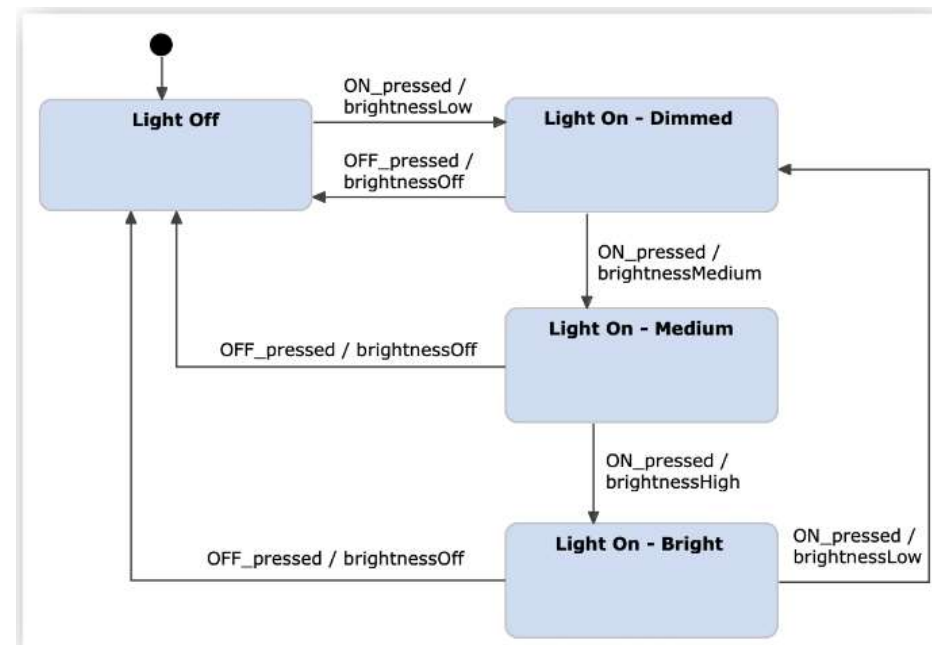 ON_pressed /
brightnessLow
Light Off
Light On - Dimmed
OFF_pressed /
brightnessOff
ON_pressed /
brightnessMedium
Light On - Medium
OFF_pressed / brightnessOff
ON_pressed /
brightnessHigh
Light On - Bright
ON_pressed /
brightnessLow
OFF_pressed / brightnessOff